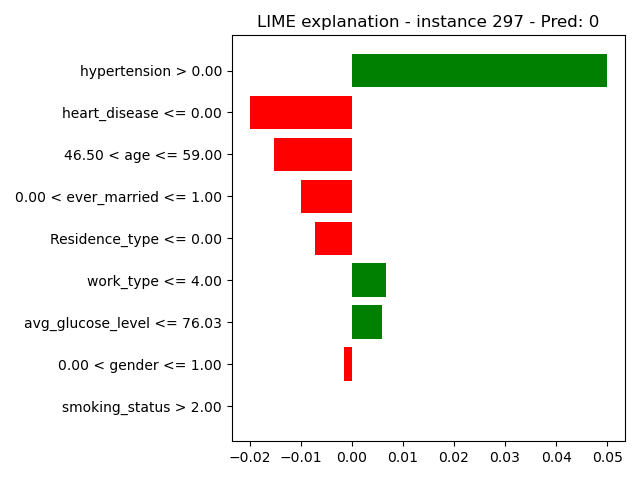 LIME explanation - instance 297 - Pred: 0
hypertension > 0.00
heart_disease <= 0.00
46.50 < age <= 59.00
0.00 < ever_married <= 1.00
Residence_type <= 0.00
work_type <= 4.00
avg_glucose_level <= 76.03
0.00 < gender <= 1.00
smoking_status > 2.00
−0.02 −0.01 0.00 0.01 0.02 0.03 0.04 0.05